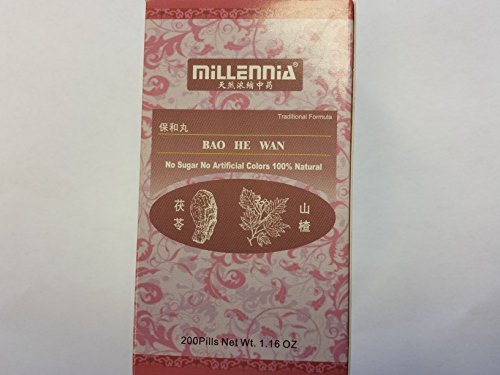 MILLENNIA®
天然浓缩中药
Traditional Formula
保和丸
BAO HE WAN
No Sugar No Artificial Colors 100% Natural
茯苓
山楂
200Pills Net Wt. 1.16 OZ